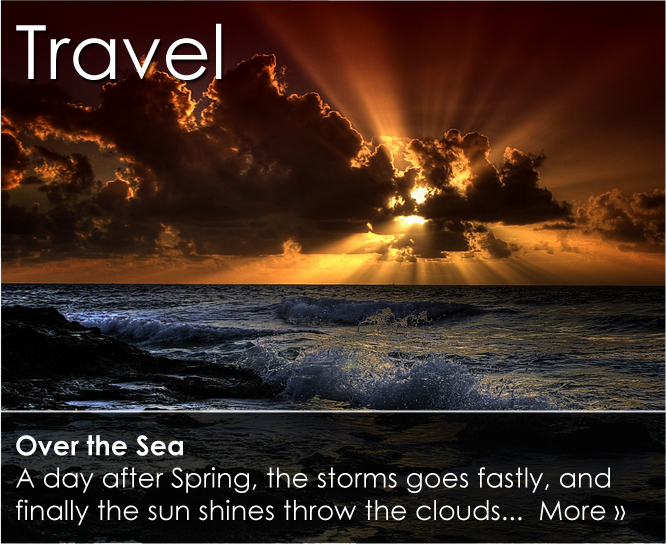 Travel
Over the Sea
A day after Spring, the storms goes fastly, and
finally the sun shines throw the clouds... More »